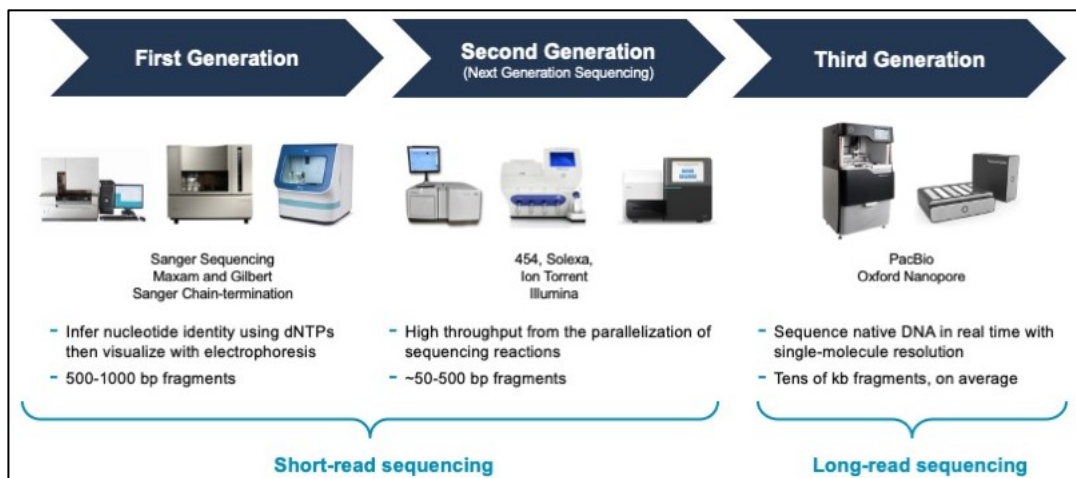 First Generation
Second Generation
(Next Generation Sequencing)
Third Generation
Sanger Sequencing
Maxam and Gilbert
Sanger Chain-termination
454, Solexa,
Ion Torrent
Illumina
PacBio
Oxford Nanopore
– Infer nucleotide identity using dNTPs
then visualize with electrophoresis
– 500-1000 bp fragments
– High throughput from the parallelization of
sequencing reactions
– ~50-500 bp fragments
– Sequence native DNA in real time with
single-molecule resolution
– Tens of kb fragments, on average
Short-read sequencing
Long-read sequencing